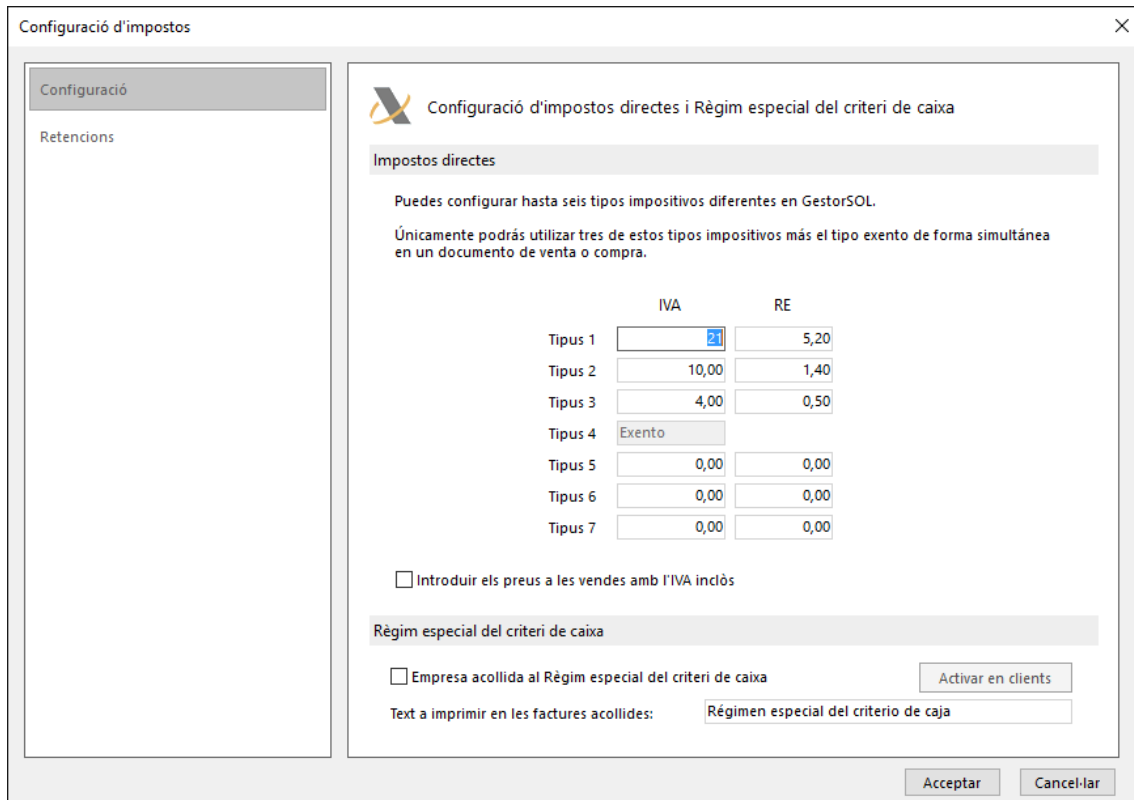 Configuració d'impostos
Configuració
Retencions
Configuració d'impostos directes i Règim especial del criteri de caixa
Impostos directes
Puedes configurar hasta seis tipos impositivos diferentes en GestorSOL.
Únicamente podrás utilizar tres de estos tipos impositivos más el tipo exento de forma simultánea
en un documento de venta o compra.
IVA RE
Tipus 1 21 5,20
Tipus 2 10,00 1,40
Tipus 3 4,00 0,50
Tipus 4 Exento
Tipus 5 0,00 0,00
Tipus 6 0,00 0,00
Tipus 7 0,00 0,00
Introduir els preus a les vendes amb l'IVA inclòs
Règim especial del criteri de caixa
Empresa acollida al Règim especial del criteri de caixa Activar en clients
Text a imprimir en les factures acollides: Régimen especial del criterio de caja
Acceptar Cancel·lar